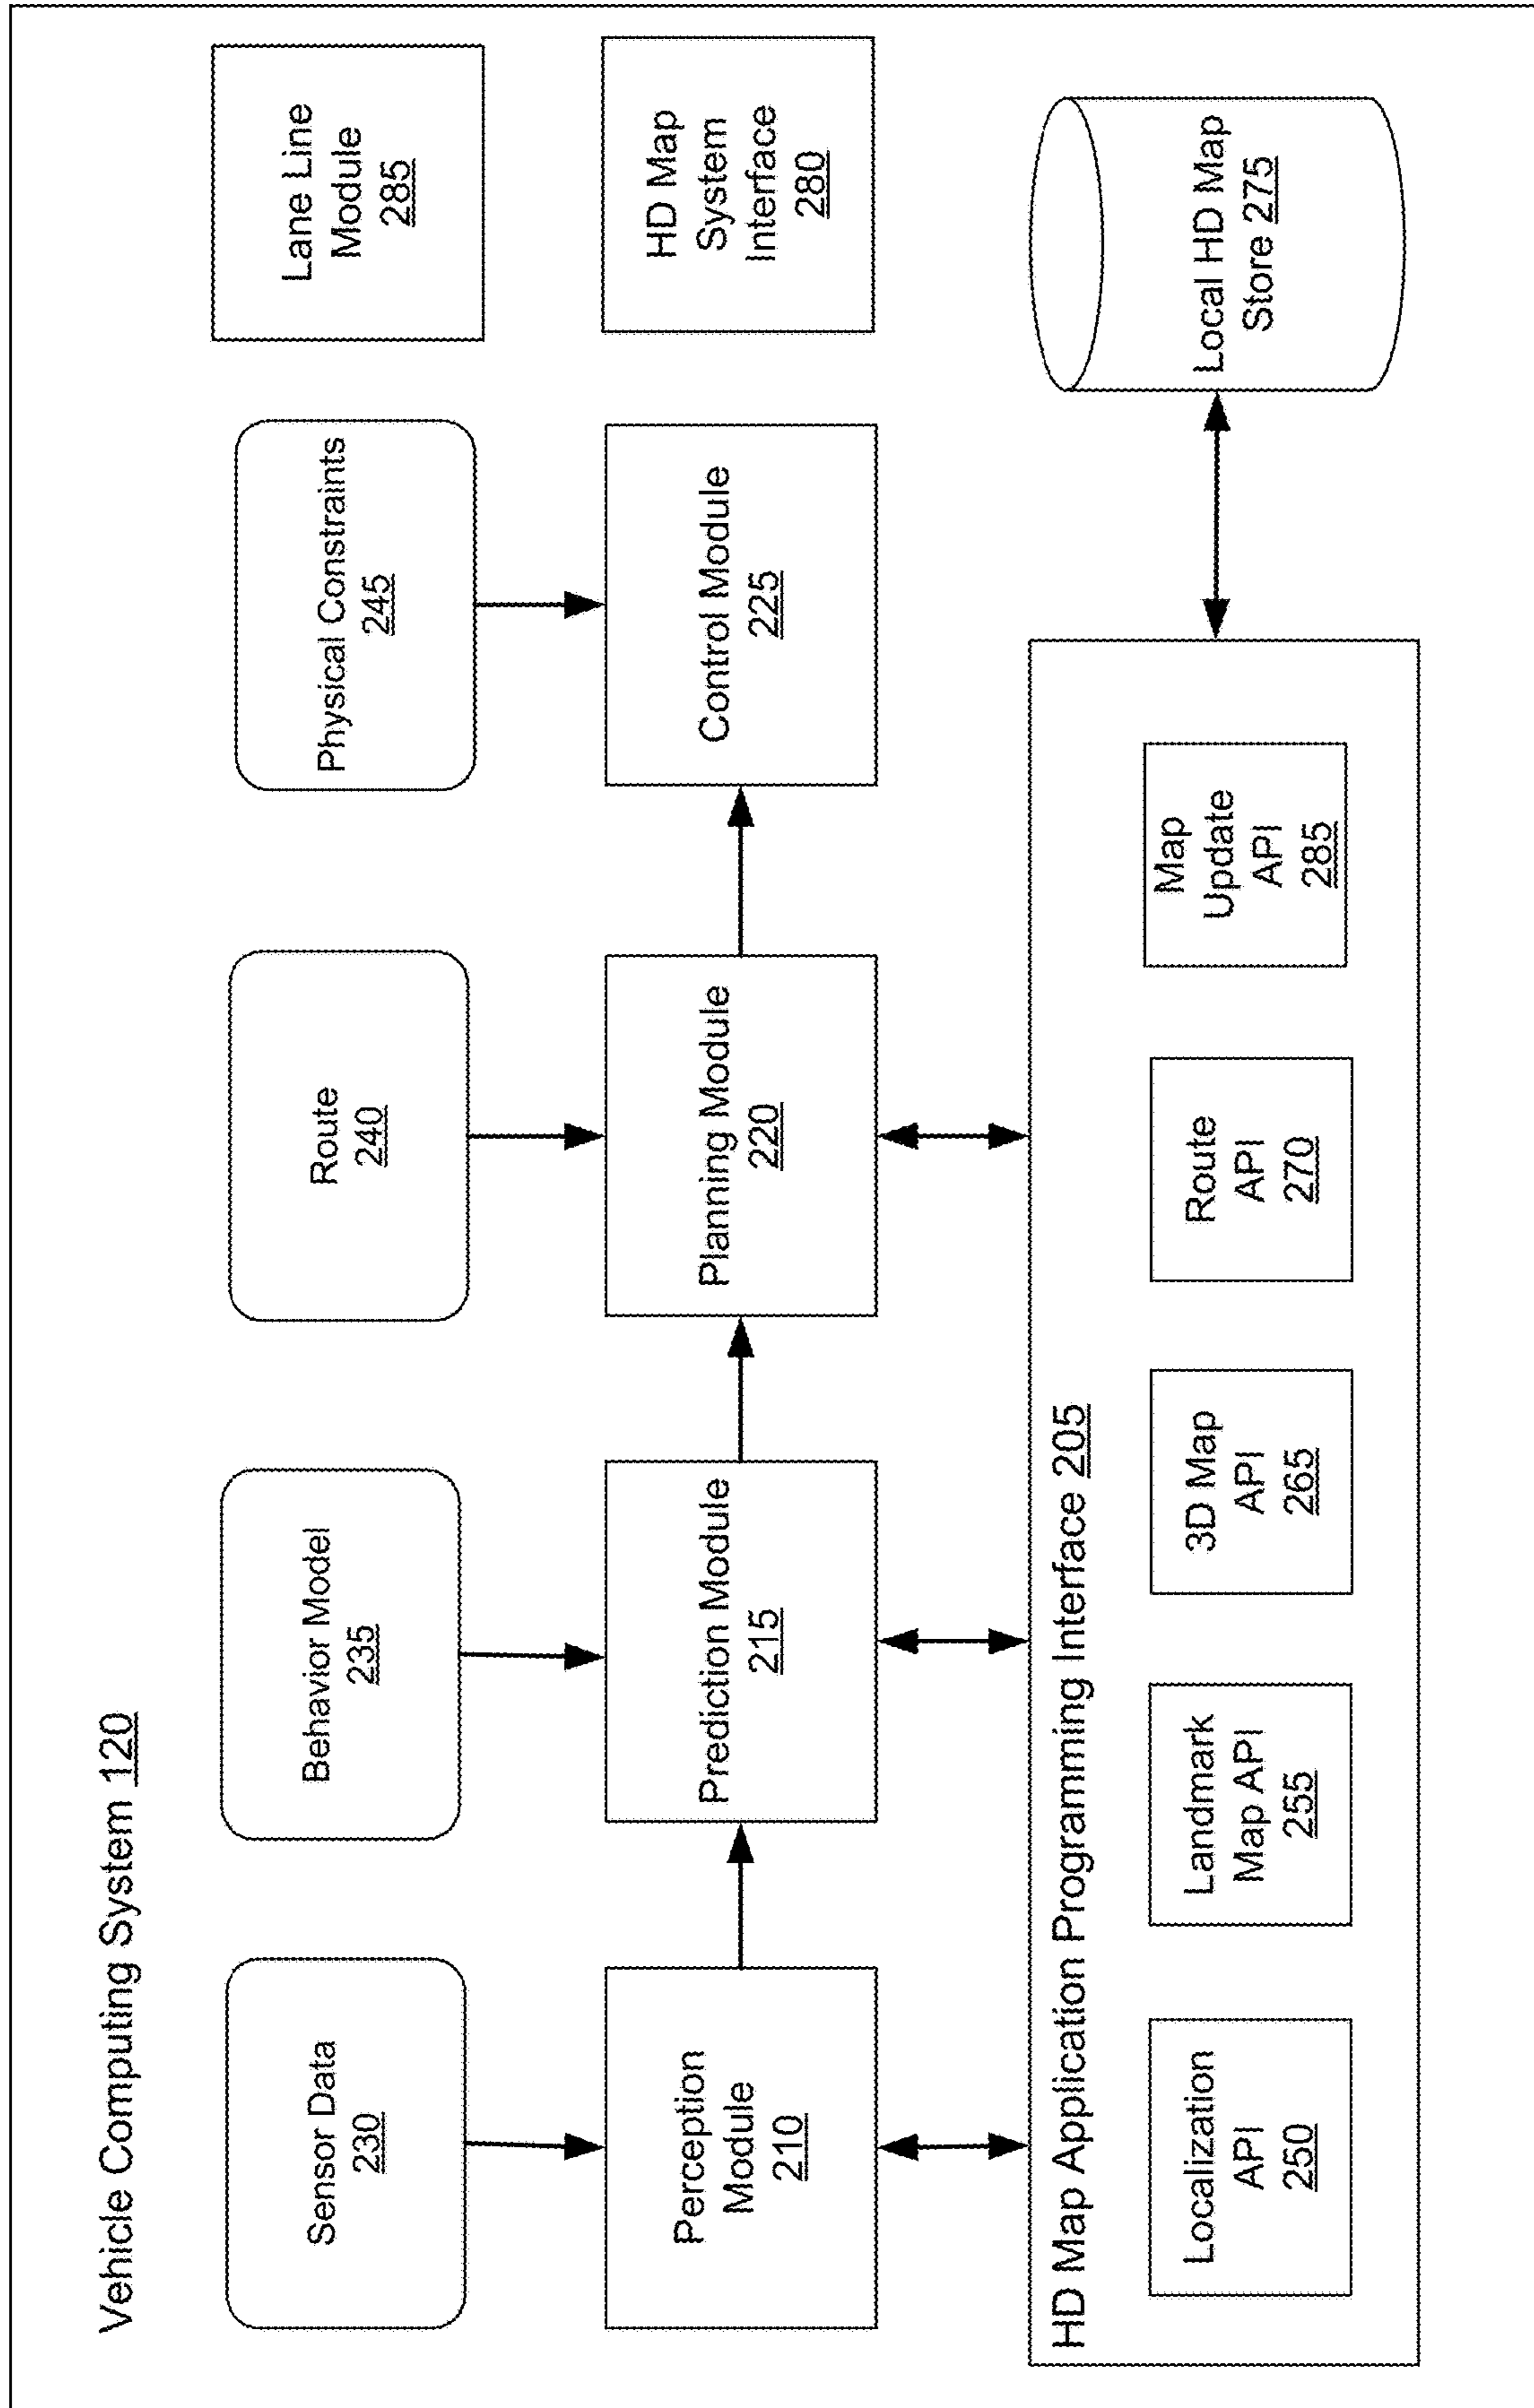 Vehicle Computing System 120
Sensor Data
230
Behavior Model
235
Route
240
Physical Constraints
245
Lane Line
Module
285
Perception
Module
210
Prediction Module
215
Planning Module
220
Control Module
225
HD Map
System
Interface
280
HD Map Application Programming Interface 205
Localization
API
250
Landmark
Map API
255
3D Map
API
265
Route
API
270
Map
Update
API
285
Local HD Map
Store 275